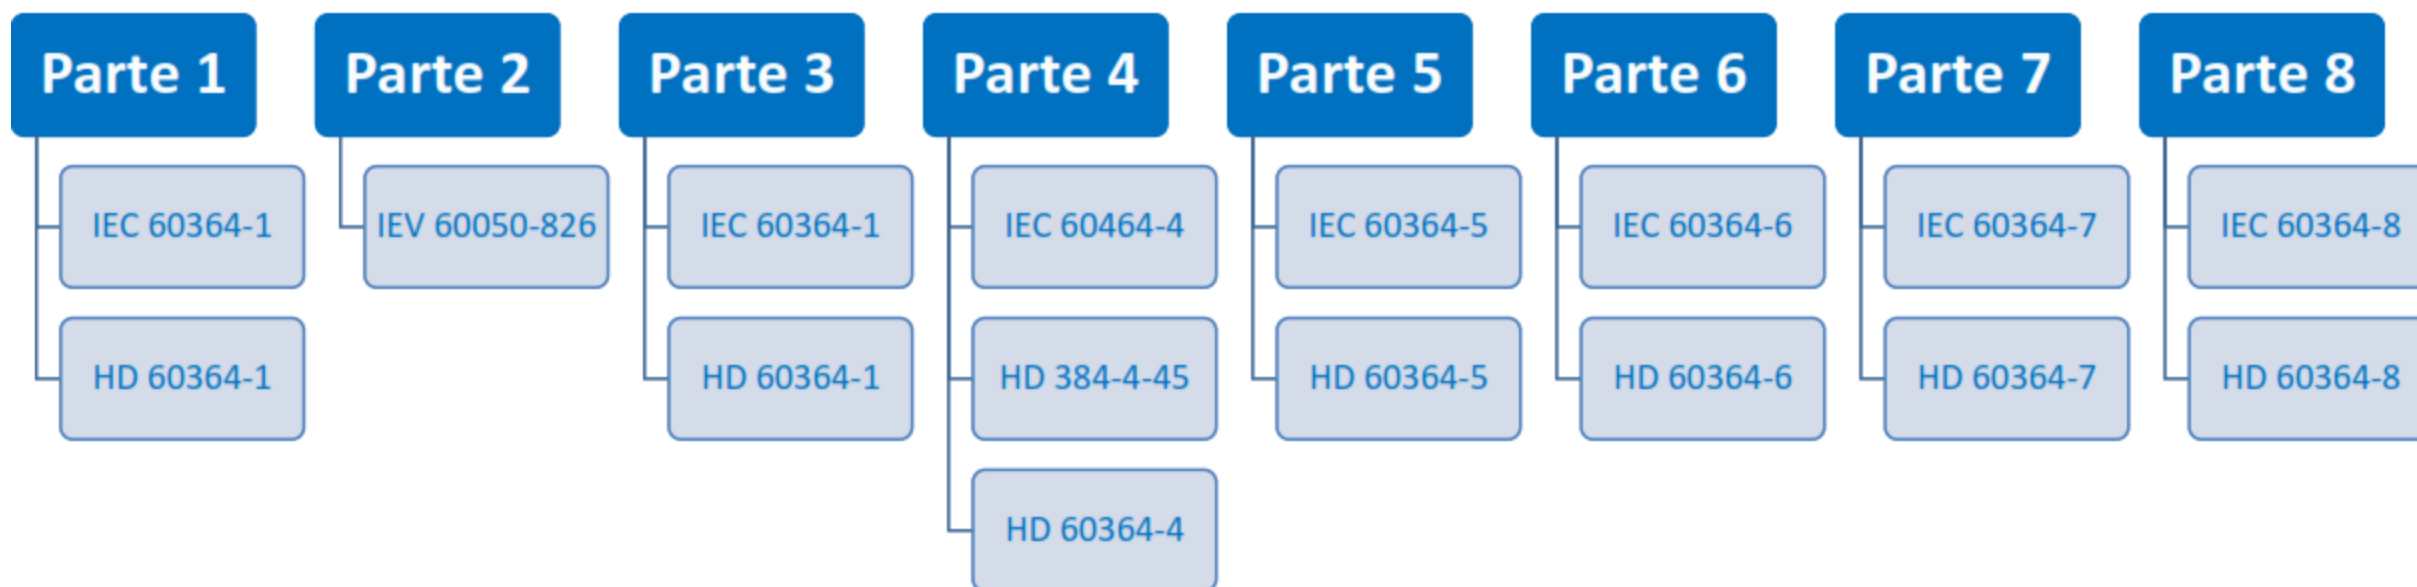 Parte 1
IEC 60364-1
HD 60364-1
Parte 2
IEV 60050-826
Parte 3
IEC 60364-1
HD 60364-1
Parte 4
IEC 60464-4
HD 384-4-45
HD 60364-4
Parte 5
IEC 60364-5
HD 60364-5
Parte 6
IEC 60364-6
HD 60364-6
Parte 7
IEC 60364-7
HD 60364-7
Parte 8
IEC 60364-8
HD 60364-8